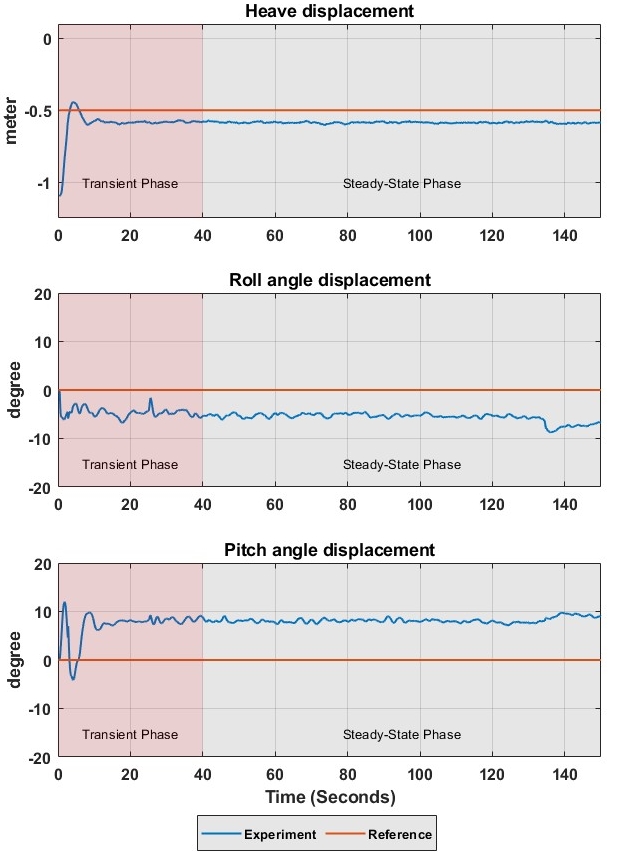 Heave displacement
0
-0.5
-1
meter
Transient Phase
Steady-State Phase
0 20 40 60 80 100 120 140
Roll angle displacement
20
10
0
-10
-20
degree
Transient Phase
Steady-State Phase
0 20 40 60 80 100 120 140
Pitch angle displacement
20
10
0
-10
-20
degree
Transient Phase
Steady-State Phase
0 20 40 60 80 100 120 140
Time (Seconds)
Experiment Reference